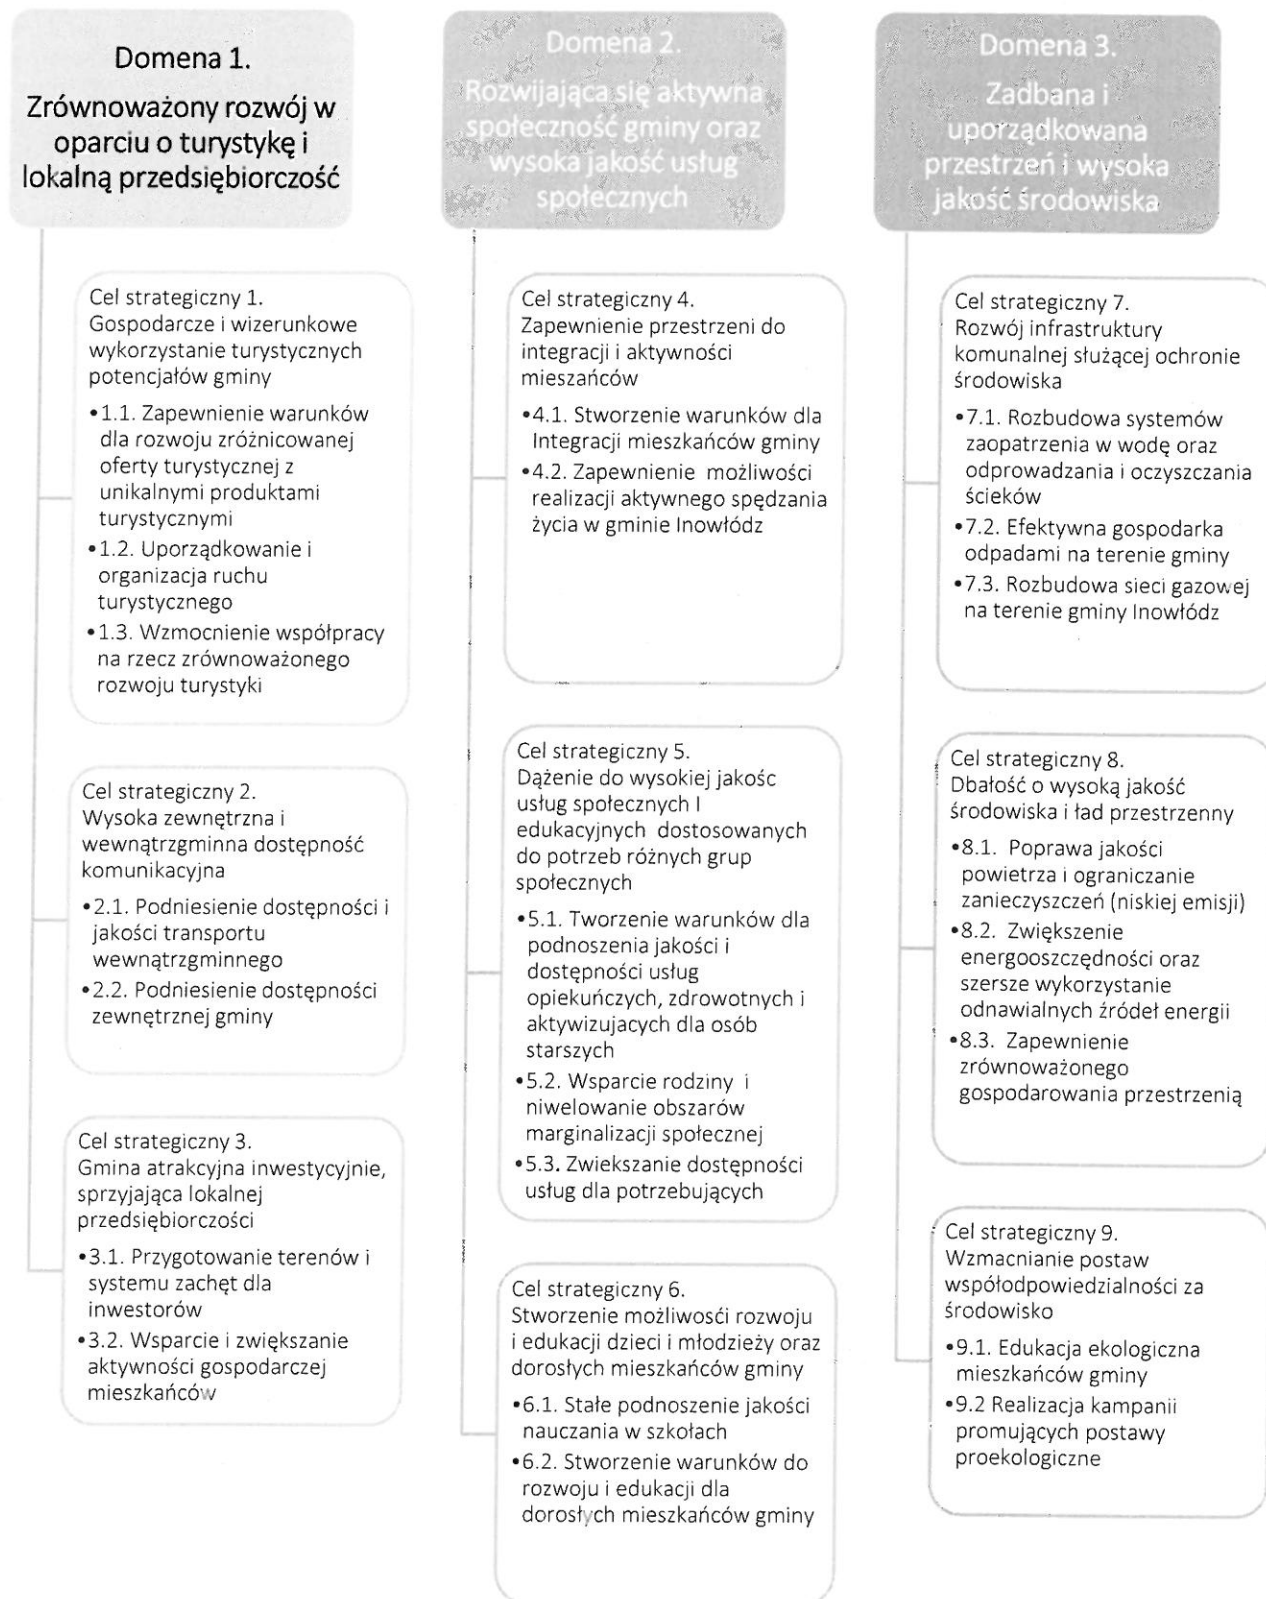 Domena 1.
Zrównoważony rozwój w
oparciu o turystykę i
lokalną przedsiębiorczość
Cel strategiczny 1.
Gospodarcze i wizerunkowe
wykorzystanie turystycznych
potencjałów gminy
•1.1. Zapewnienie warunków
dla rozwoju zróżnicowanej
oferty turystycznej z
unikalnymi produktami
turystycznymi
•1.2. Uporządkowanie i
organizacja ruchu
turystycznego
•1.3. Wzmocnienie współpracy
na rzecz zrównoważonego
rozwoju turystyki
Cel strategiczny 2.
Wysoka zewnętrzna i
wewnątrzgminna dostępność
komunikacyjna
•2.1. Podniesienie dostępności i
jakości transportu
wewnątrzgminnego
•2.2. Podniesienie dostępności
zewnętrznej gminy
Cel strategiczny 3.
Gmina atrakcyjna inwestycyjnie,
sprzyjająca lokalnej
przedsiębiorczości
•3.1. Przygotowanie terenów i
systemu zachęt dla
inwestorów
•3.2. Wsparcie i zwiększanie
aktywności gospodarczej
mieszkańców
Domena 2.
Rozwijająca się aktywna
społeczność gminy oraz
wysoka jakość usług
społecznych
Cel strategiczny 4.
Zapewnienie przestrzeni do
integracji i aktywności
mieszańców
•4.1. Stworzenie warunków dla
Integracji mieszkańców gminy
•4.2. Zapewnienie możliwości
realizacji aktywnego spędzania
życia w gminie Inowłódz
Cel strategiczny 5.
Dążenie do wysokiej jakośc
usług społecznych I
edukacyjnych dostosowanych
do potrzeb różnych grup
społecznych
•5.1. Tworzenie warunków dla
podnoszenia jakości i
dostępności usług
opiekuńczych, zdrowotnych i
aktywizujacych dla osób
starszych
•5.2. Wsparcie rodziny i
niwelowanie obszarów
marginalizacji społecznej
•5.3. Zwiekszanie dostępności
usług dla potrzebujących
Cel strategiczny 6.
Stworzenie możliwośći rozwoju
i edukacji dzieci i młodzieży oraz
dorosłych mieszkańców gminy
•6.1. Stałe podnoszenie jakości
nauczania w szkołach
•6.2. Stworzenie warunków do
rozwoju i edukacji dla
dorosłych mieszkańców gminy
Domena 3.
Zadbana i
uporządkowana
przestrzeń i wysoka
jakość środowiska
Cel strategiczny 7.
Rozwój infrastruktury
komunalnej służącej ochronie
środowiska
•7.1. Rozbudowa systemów
zaopatrzenia w wodę oraz
odprowadzania i oczyszczania
ścieków
•7.2. Efektywna gospodarka
odpadami na terenie gminy
•7.3. Rozbudowa sieci gazowej
na terenie gminy Inowłódz
Cel strategiczny 8.
Dbałość o wysoką jakość
środowiska i ład przestrzenny
•8.1. Poprawa jakości
powietrza i ograniczanie
zanieczyszczeń (niskiej emisji)
•8.2. Zwiększenie
energooszczędności oraz
szersze wykorzystanie
odnawialnych źródeł energii
•8.3. Zapewnienie
zrównoważonego
gospodarowania przestrzenią
Cel strategiczny 9.
Wzmacnianie postaw
współodpowiedzialności za
środowisko
•9.1. Edukacja ekologiczna
mieszkańców gminy
•9.2 Realizacja kampanii
promujących postawy
proekologiczne